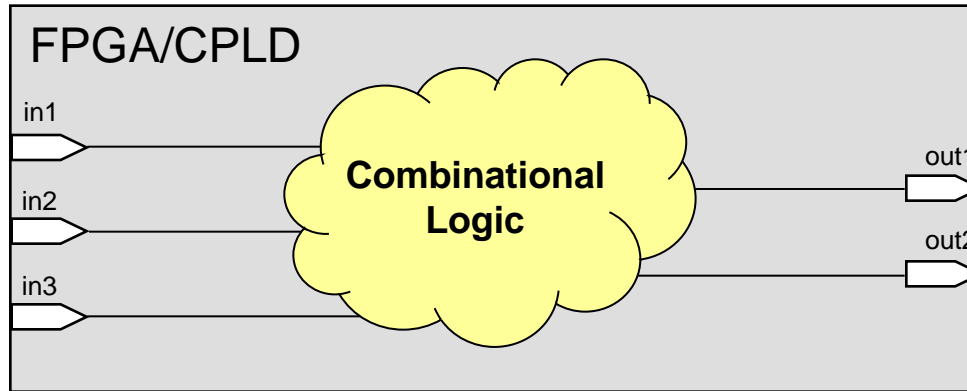 FPGA/CPLD
in1
in2
in3
Combinational
Logic
out1
out2